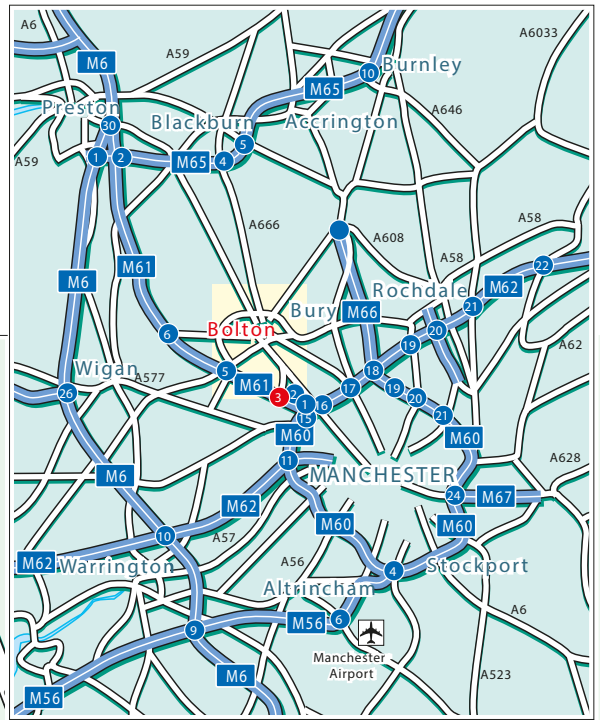 A6
A59
A6033
M6
10
Burnley
M65
Preston
30
Blackburn
Accrington
A646
5
A59
1
2
M65
4
A666
A608
A58
A58
M6
M61
22
Rochdale
M62
Bury
M66
21
6
Bolton
20
19
A62
Wigan
A577
5
M61
18
26
3
2
1
16
17
19
20
15
21
M60
M60
11
MANCHESTER
A628
M6
24
M67
M62
M60
M60
10
A57
M62
Warrington
A56
4
Stockport
Altrincham
9
M56
6
A6
Manchester
Airport
M6
A523
M56